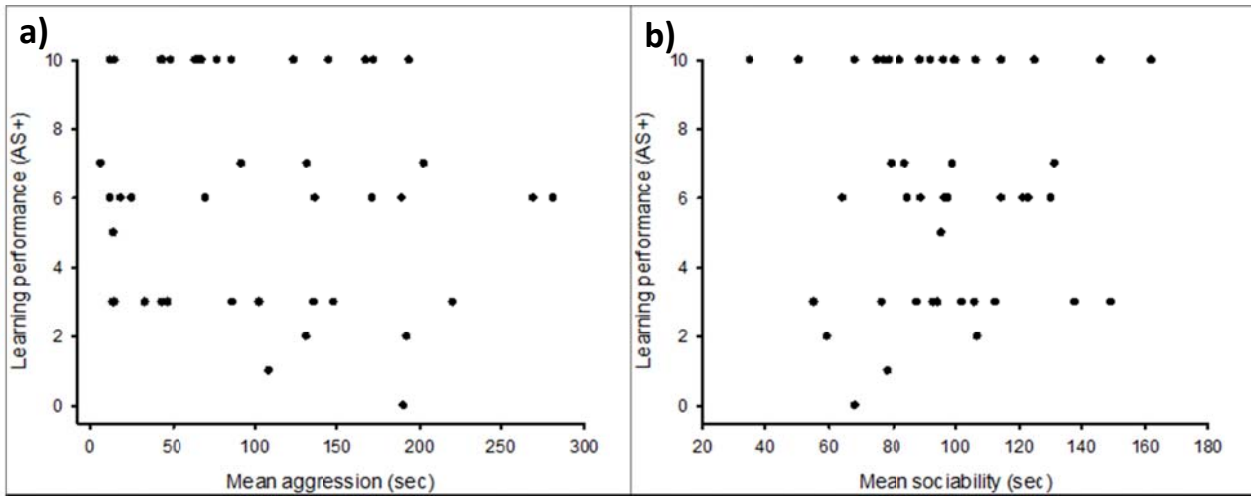 a)
Learning performance (AS+)
10
8
6
4
2
0
0 50 100 150 200 250 300
Mean aggression (sec)
b)
Learning performance (AS+)
10
8
6
4
2
0
20 40 60 80 100 120 140 160 180
Mean sociability (sec)